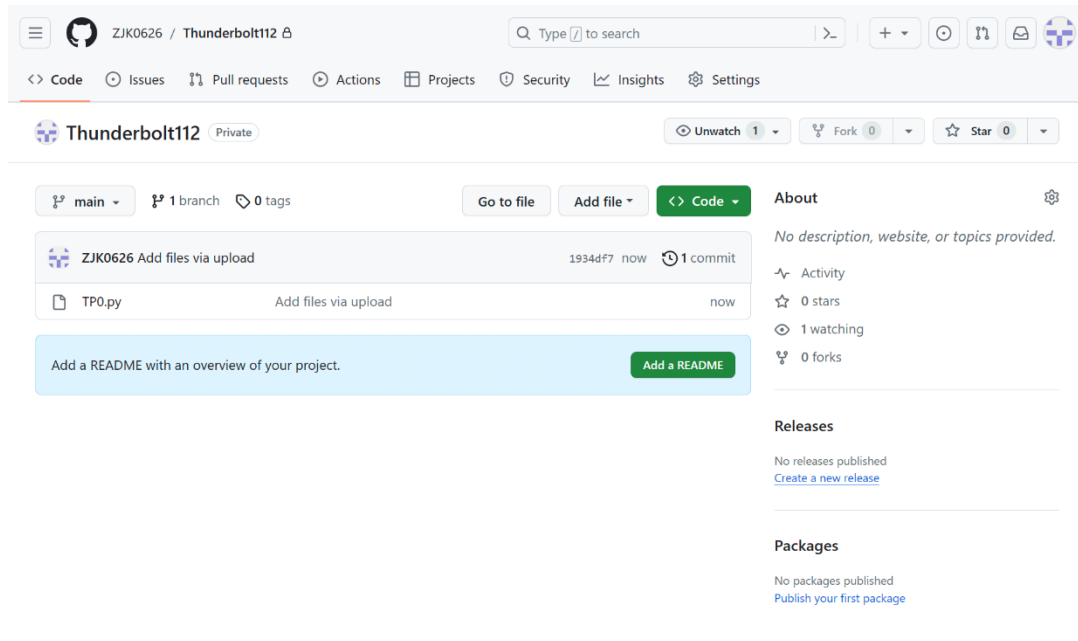 ZJK0626 / Thunderbolt112
Type / to search
Code Issues Pull requests Actions Projects Security Insights Settings
Thunderbolt112 Private
Unwatch 1 Fork 0 Star 0
main 1 branch 0 tags Go to file Add file Code
ZJK0626 Add files via upload 1934df7 now 1 commit
TP0.py Add files via upload now
Add a README with an overview of your project. Add a README
About
No description, website, or topics provided.
Activity
0 stars
1 watching
0 forks
Releases
No releases published
Create a new release
Packages
No packages published
Publish your first package